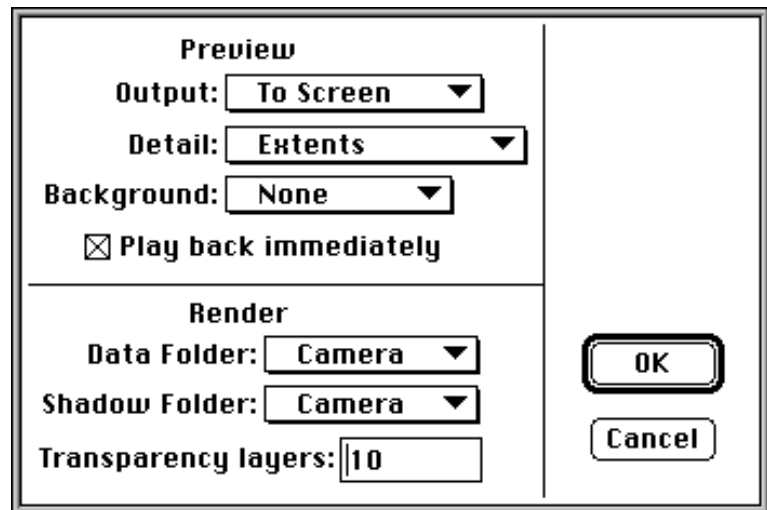 Preview
Output: To Screen
Detail: Extents
Background: None
Play back immediately
Render
Data Folder: Camera
Shadow Folder: Camera
Transparency layers: 10
OK
Cancel